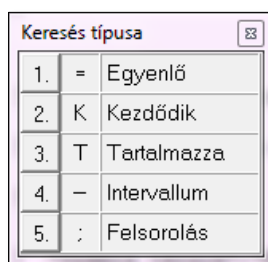 Keresés típusa
1. = Egyenlő
2. K Kezdődik
3. T Tartalmazza
4. – Intervallum
5. ; Felsorolás